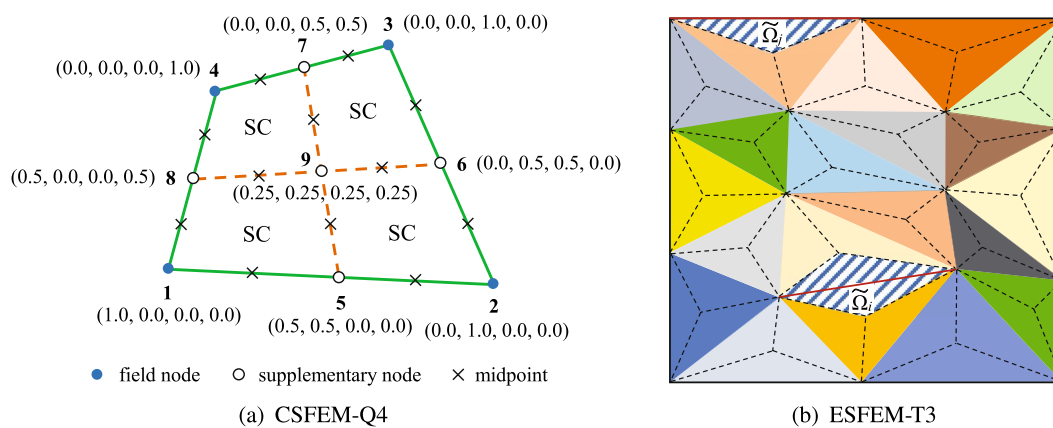 (0.0, 0.0, 0.5, 0.5) 3 (0.0, 0.0, 1.0, 0.0)
7
(0.0, 0.0, 0.0, 1.0)
4
SC SC
9
(0.5, 0.0, 0.0, 0.5) 8 6 (0.0, 0.5, 0.5, 0.0)
(0.25, 0.25, 0.25, 0.25)
SC SC
1 5 2
(1.0, 0.0, 0.0, 0.0) (0.5, 0.5, 0.0, 0.0) (0.0, 1.0, 0.0, 0.0)
field node supplementary node midpoint
(a) CSFEM-Q4
Ω̃j
Ω̃i
(b) ESFEM-T3